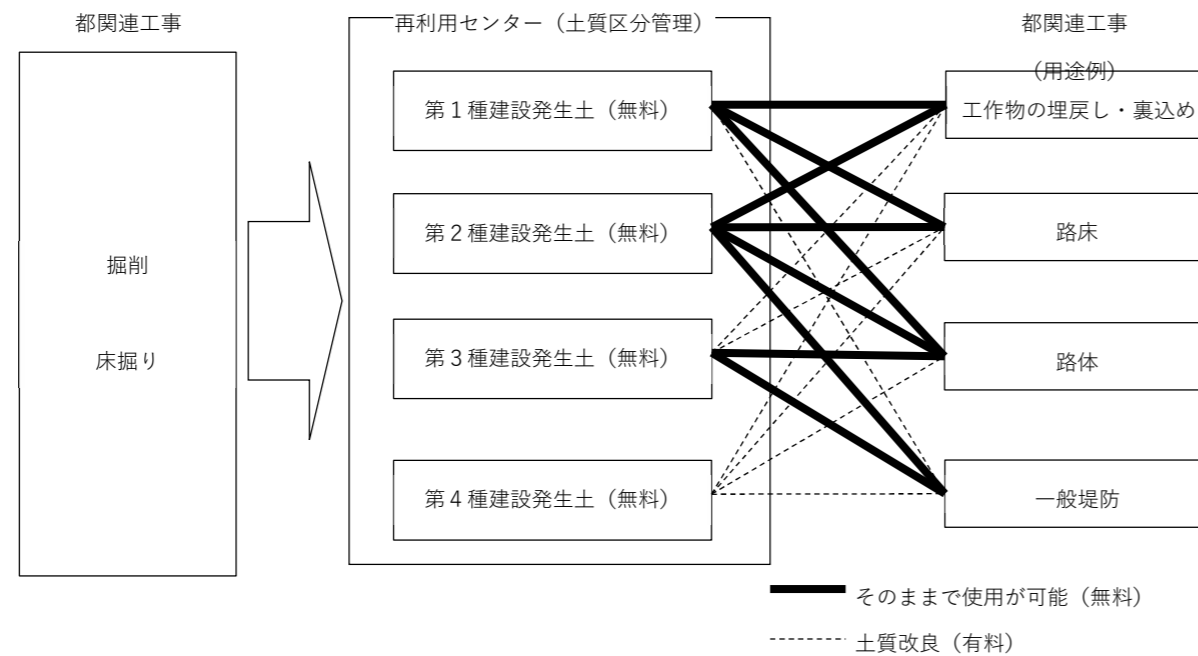 都関連工事
掘削
床掘り
再利用センター（土質区分管理）
第１種建設発生土（無料）
第２種建設発生土（無料）
第３種建設発生土（無料）
第４種建設発生土（無料）
都関連工事
（用途例）
工作物の埋戻し・裏込め
路床
路体
一般堤防
そのままで使用が可能（無料）
土質改良（有料）